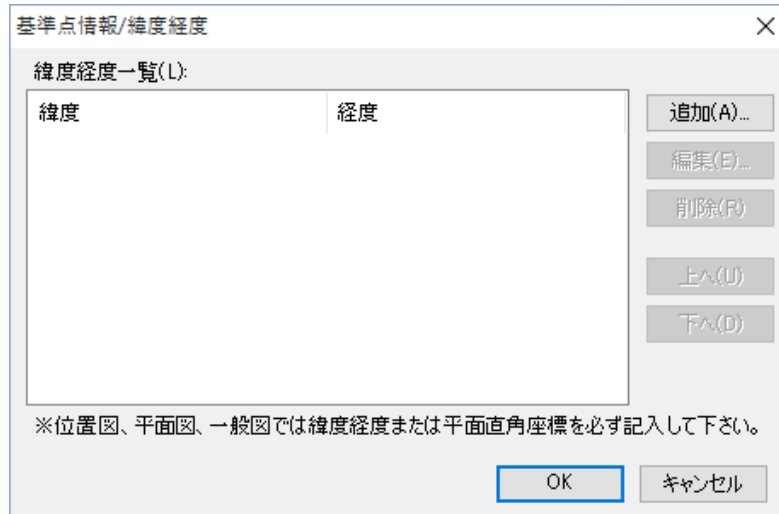 基準点情報/緯度経度
緯度経度一覧(L):
緯度 経度
追加(A)...
編集(E)...
削除(R)
上へ(U)
下へ(D)
※位置図、平面図、一般図では緯度経度または平面直角座標を必ず記入して下さい。
OK キャンセル